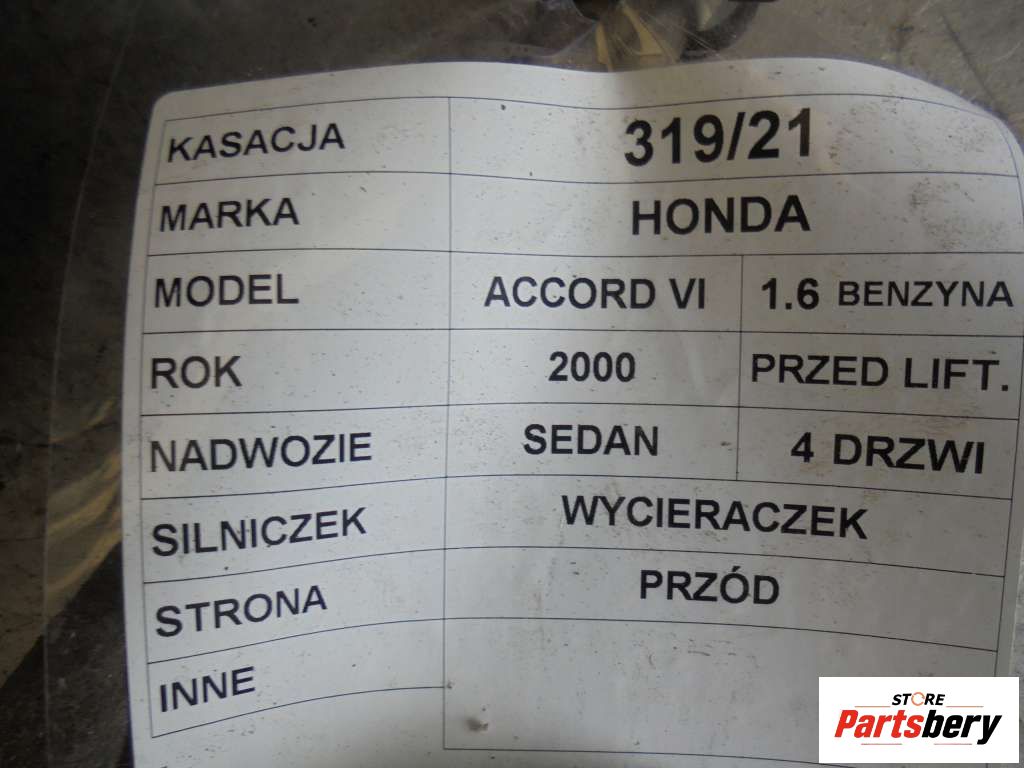 KASACJA 319/21
MARKA HONDA
MODEL ACCORD VI 1.6 BENZYNA
ROK 2000 PRZED LIFT.
NADWOZIE SEDAN 4 DRZWI
SILNICZEK WYCIERACZEK
STRONA PRZÓD
INNE
STORE
Partsbery